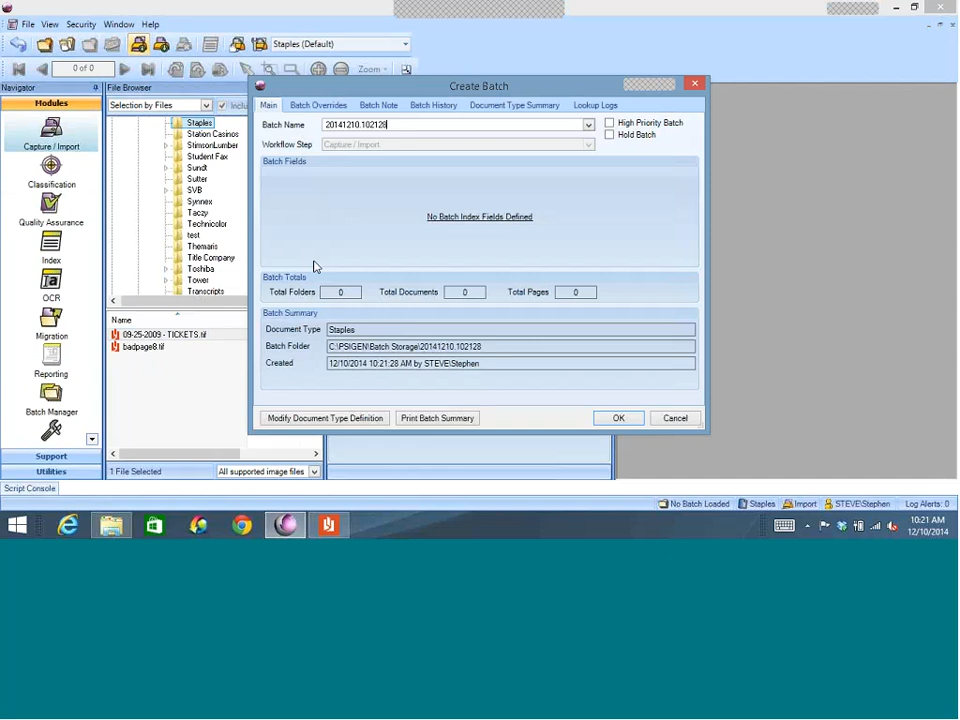 File View Security Window Help
Staples (Default)
0 of 0
Zoom
Navigator
File Browser
Modules
Selection by Files
Inclu
Capture / Import
Classification
Quality Assurance
Index
OCR
Migration
Reporting
Batch Manager
Support
Utilities
Staples
Station Casinos
StimsonLumber
Student Fax
Sundt
Sutter
SVB
Synnex
Taczy
Technicolor
test
Themaris
Title Company
Toshiba
Tower
Transcripts
Name
09-25-2009 - TICKETS.tif
badpage8.tif
1 File Selected
All supported image files
Create Batch
Main Batch Overrides Batch Note Batch History Document Type Summary Lookup Logs
Batch Name 20141210.102128
High Priority Batch
Workflow Step Capture / Import
Hold Batch
Batch Fields
No Batch Index Fields Defined
Batch Totals
Total Folders 0 Total Documents 0 Total Pages 0
Batch Summary
Document Type Staples
Batch Folder C:\PSIGEN\Batch Storage\20141210.102128
Created 12/10/2014 10:21:28 AM by STEVE\Stephen
Modify Document Type Definition Print Batch Summary OK Cancel
Script Console
No Batch Loaded Staples Import STEVE\Stephen Log Alerts: 0
10:21 AM
12/10/2014